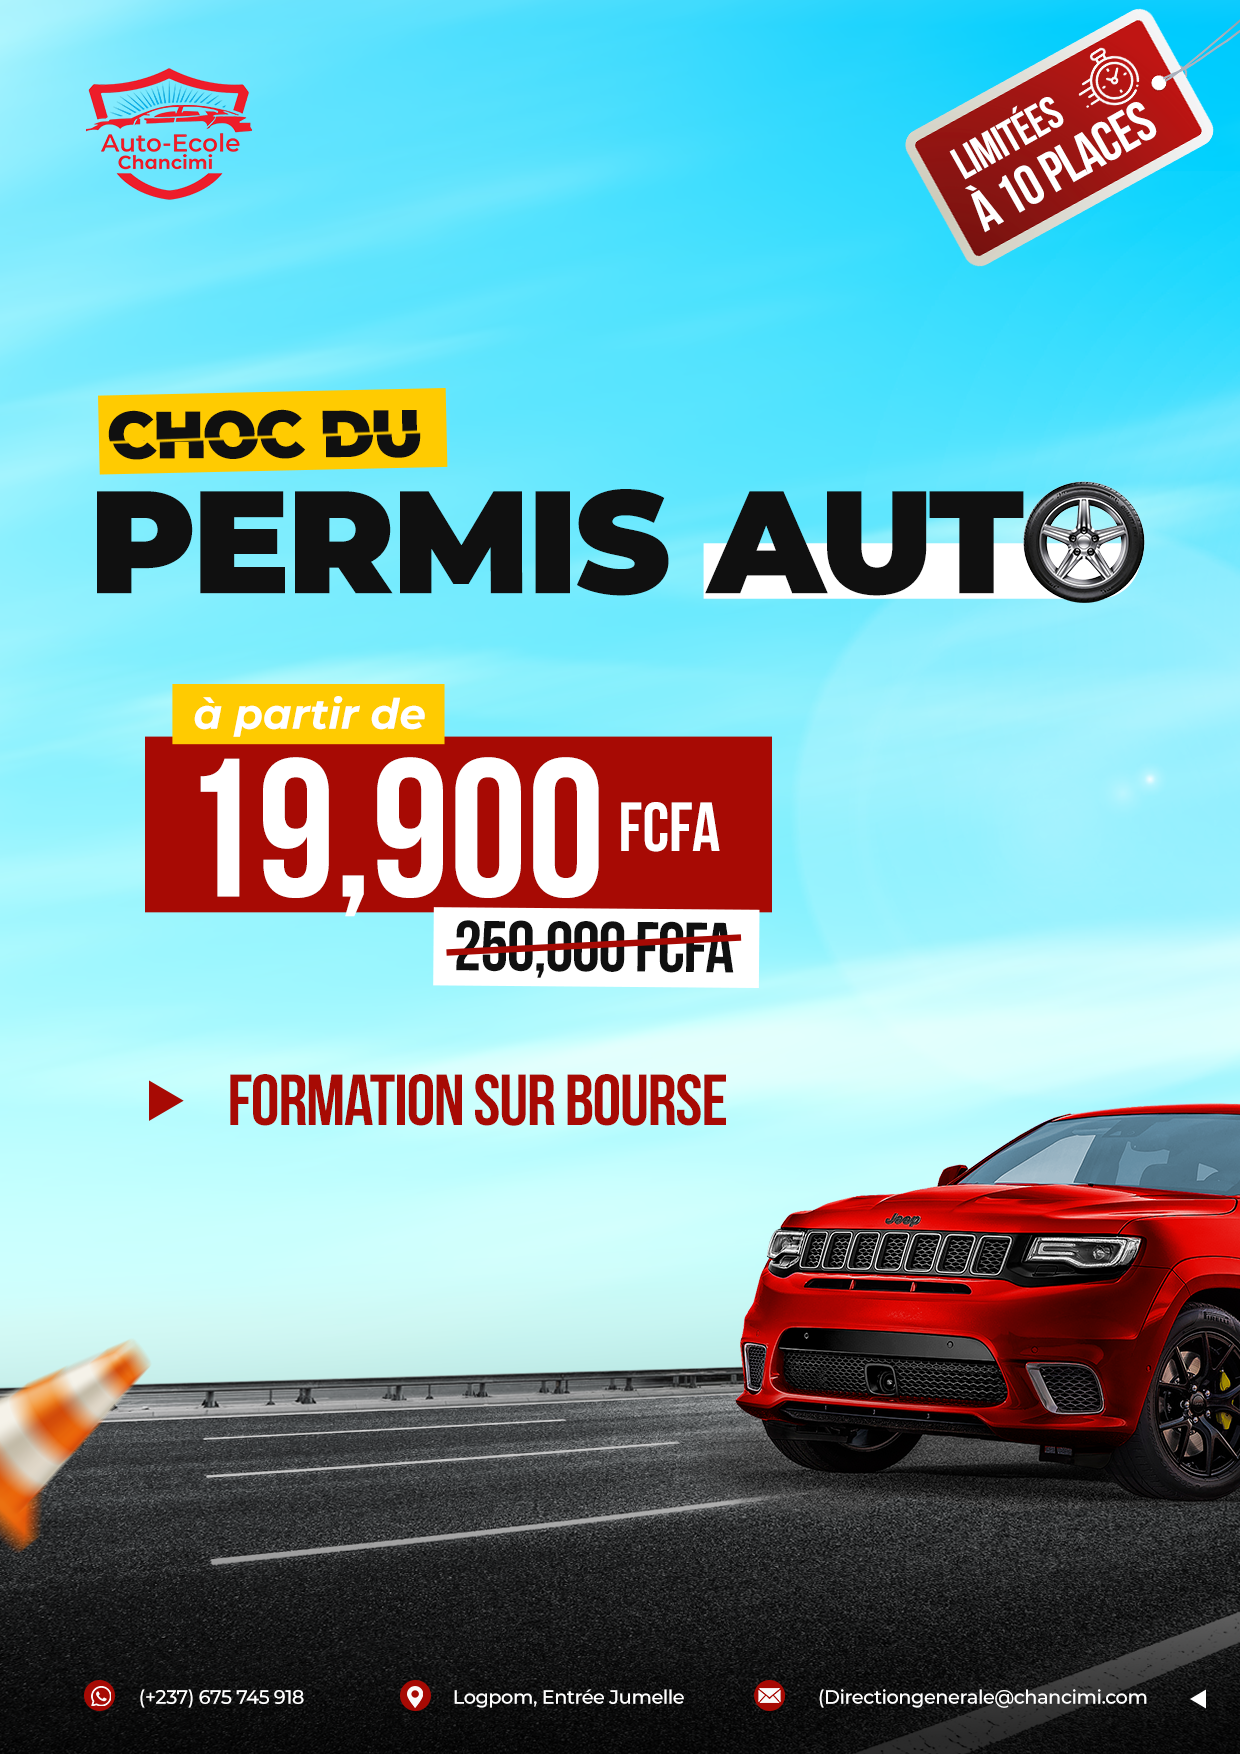 Auto-Ecole
Chancimi
LIMITÉES
À 10 PLACES
CHOC DU
PERMIS AUTO
à partir de
19,900 FCFA
250,000 FCFA
FORMATION SUR BOURSE
Jeep
(+237) 675 745 918
Logpom, Entrée Jumelle
(Directiongenerale@chancimi.com